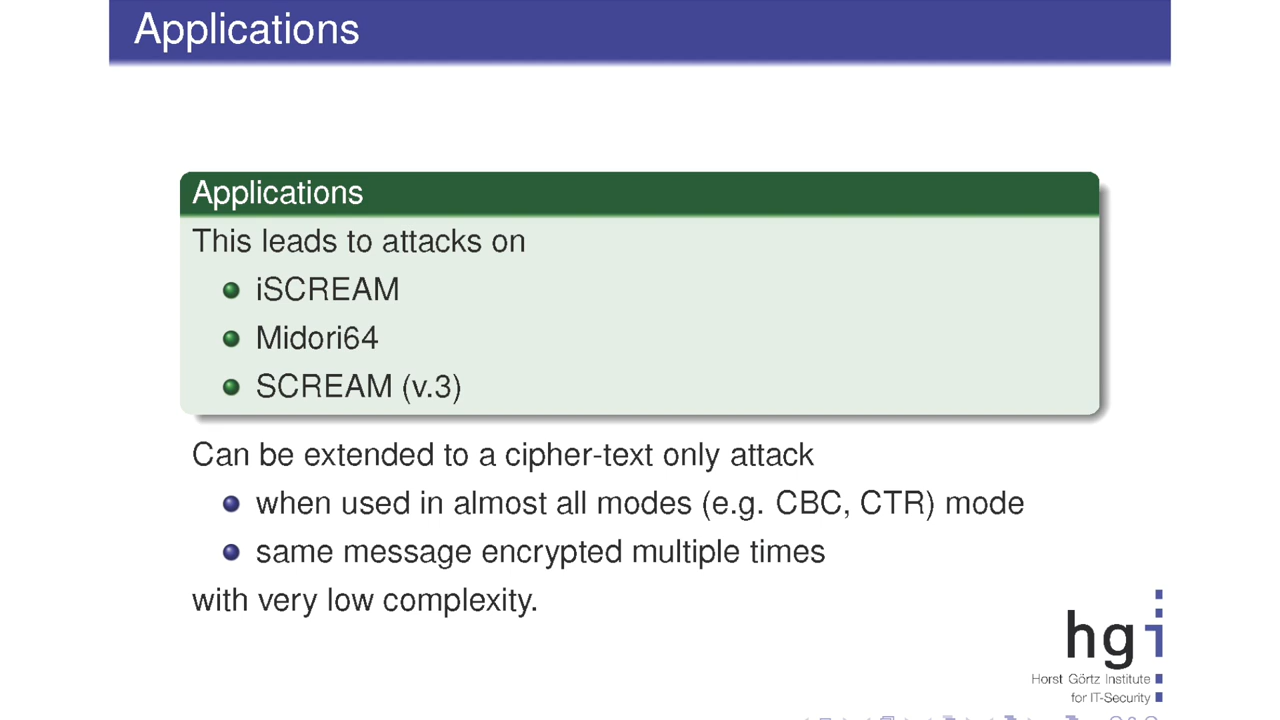 Applications
Applications
This leads to attacks on
iSCREAM
Midori64
SCREAM (v.3)
Can be extended to a cipher-text only attack
when used in almost all modes (e.g. CBC, CTR) mode
same message encrypted multiple times
with very low complexity.
hgi
Horst Görtz Institute
for IT-Security